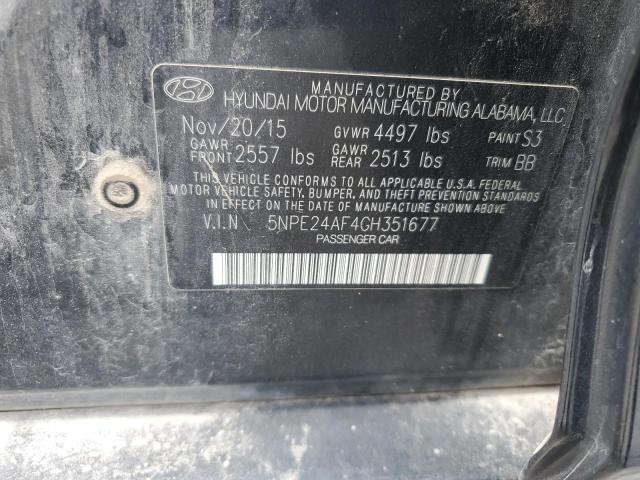 MANUFACTURED BY
HYUNDAI MOTOR MANUFACTURING ALABAMA, LLC
Nov/20/15 GVWR 4497 lbs PAINT S3
GAWR FRONT 2557 lbs GAWR REAR 2513 lbs TRIM BB
THIS VEHICLE CONFORMS TO ALL APPLICABLE U.S.A. FEDERAL
MOTOR VEHICLE SAFETY, BUMPER, AND THEFT PREVENTION STANDARDS
IN EFFECT ON THE DATE OF MANUFACTURE SHOWN ABOVE.
V.I.N 5NPE24AF4GH351677
PASSENGER CAR